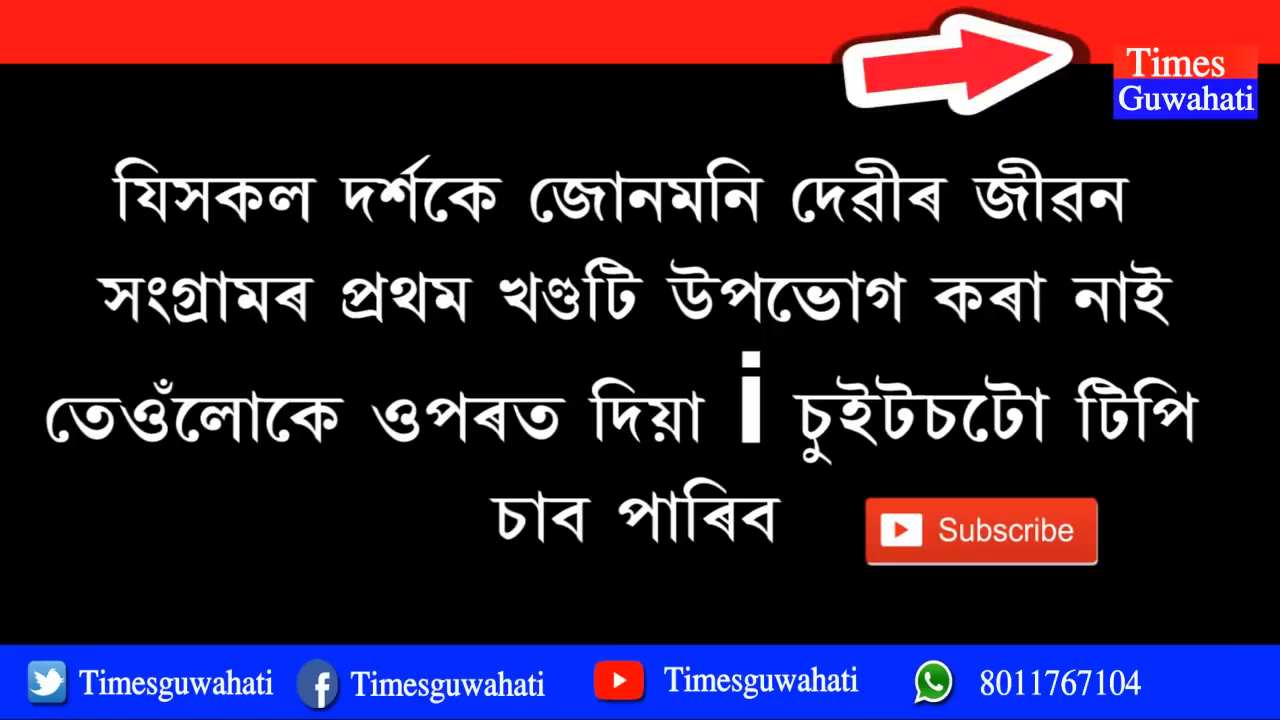 Times
Guwahati
যিসকল দৰ্শকে জোনমনি দেৱীৰ জীৱন
সংগ্ৰামৰ প্ৰথম খণ্ডটি উপভোগ কৰা নাই
তেওঁলোকে ওপৰত দিয়া i চুইটচটো টিপি
চাব পাৰিব
Subscribe
Timesguwahati Timesguwahati Timesguwahati 8011767104